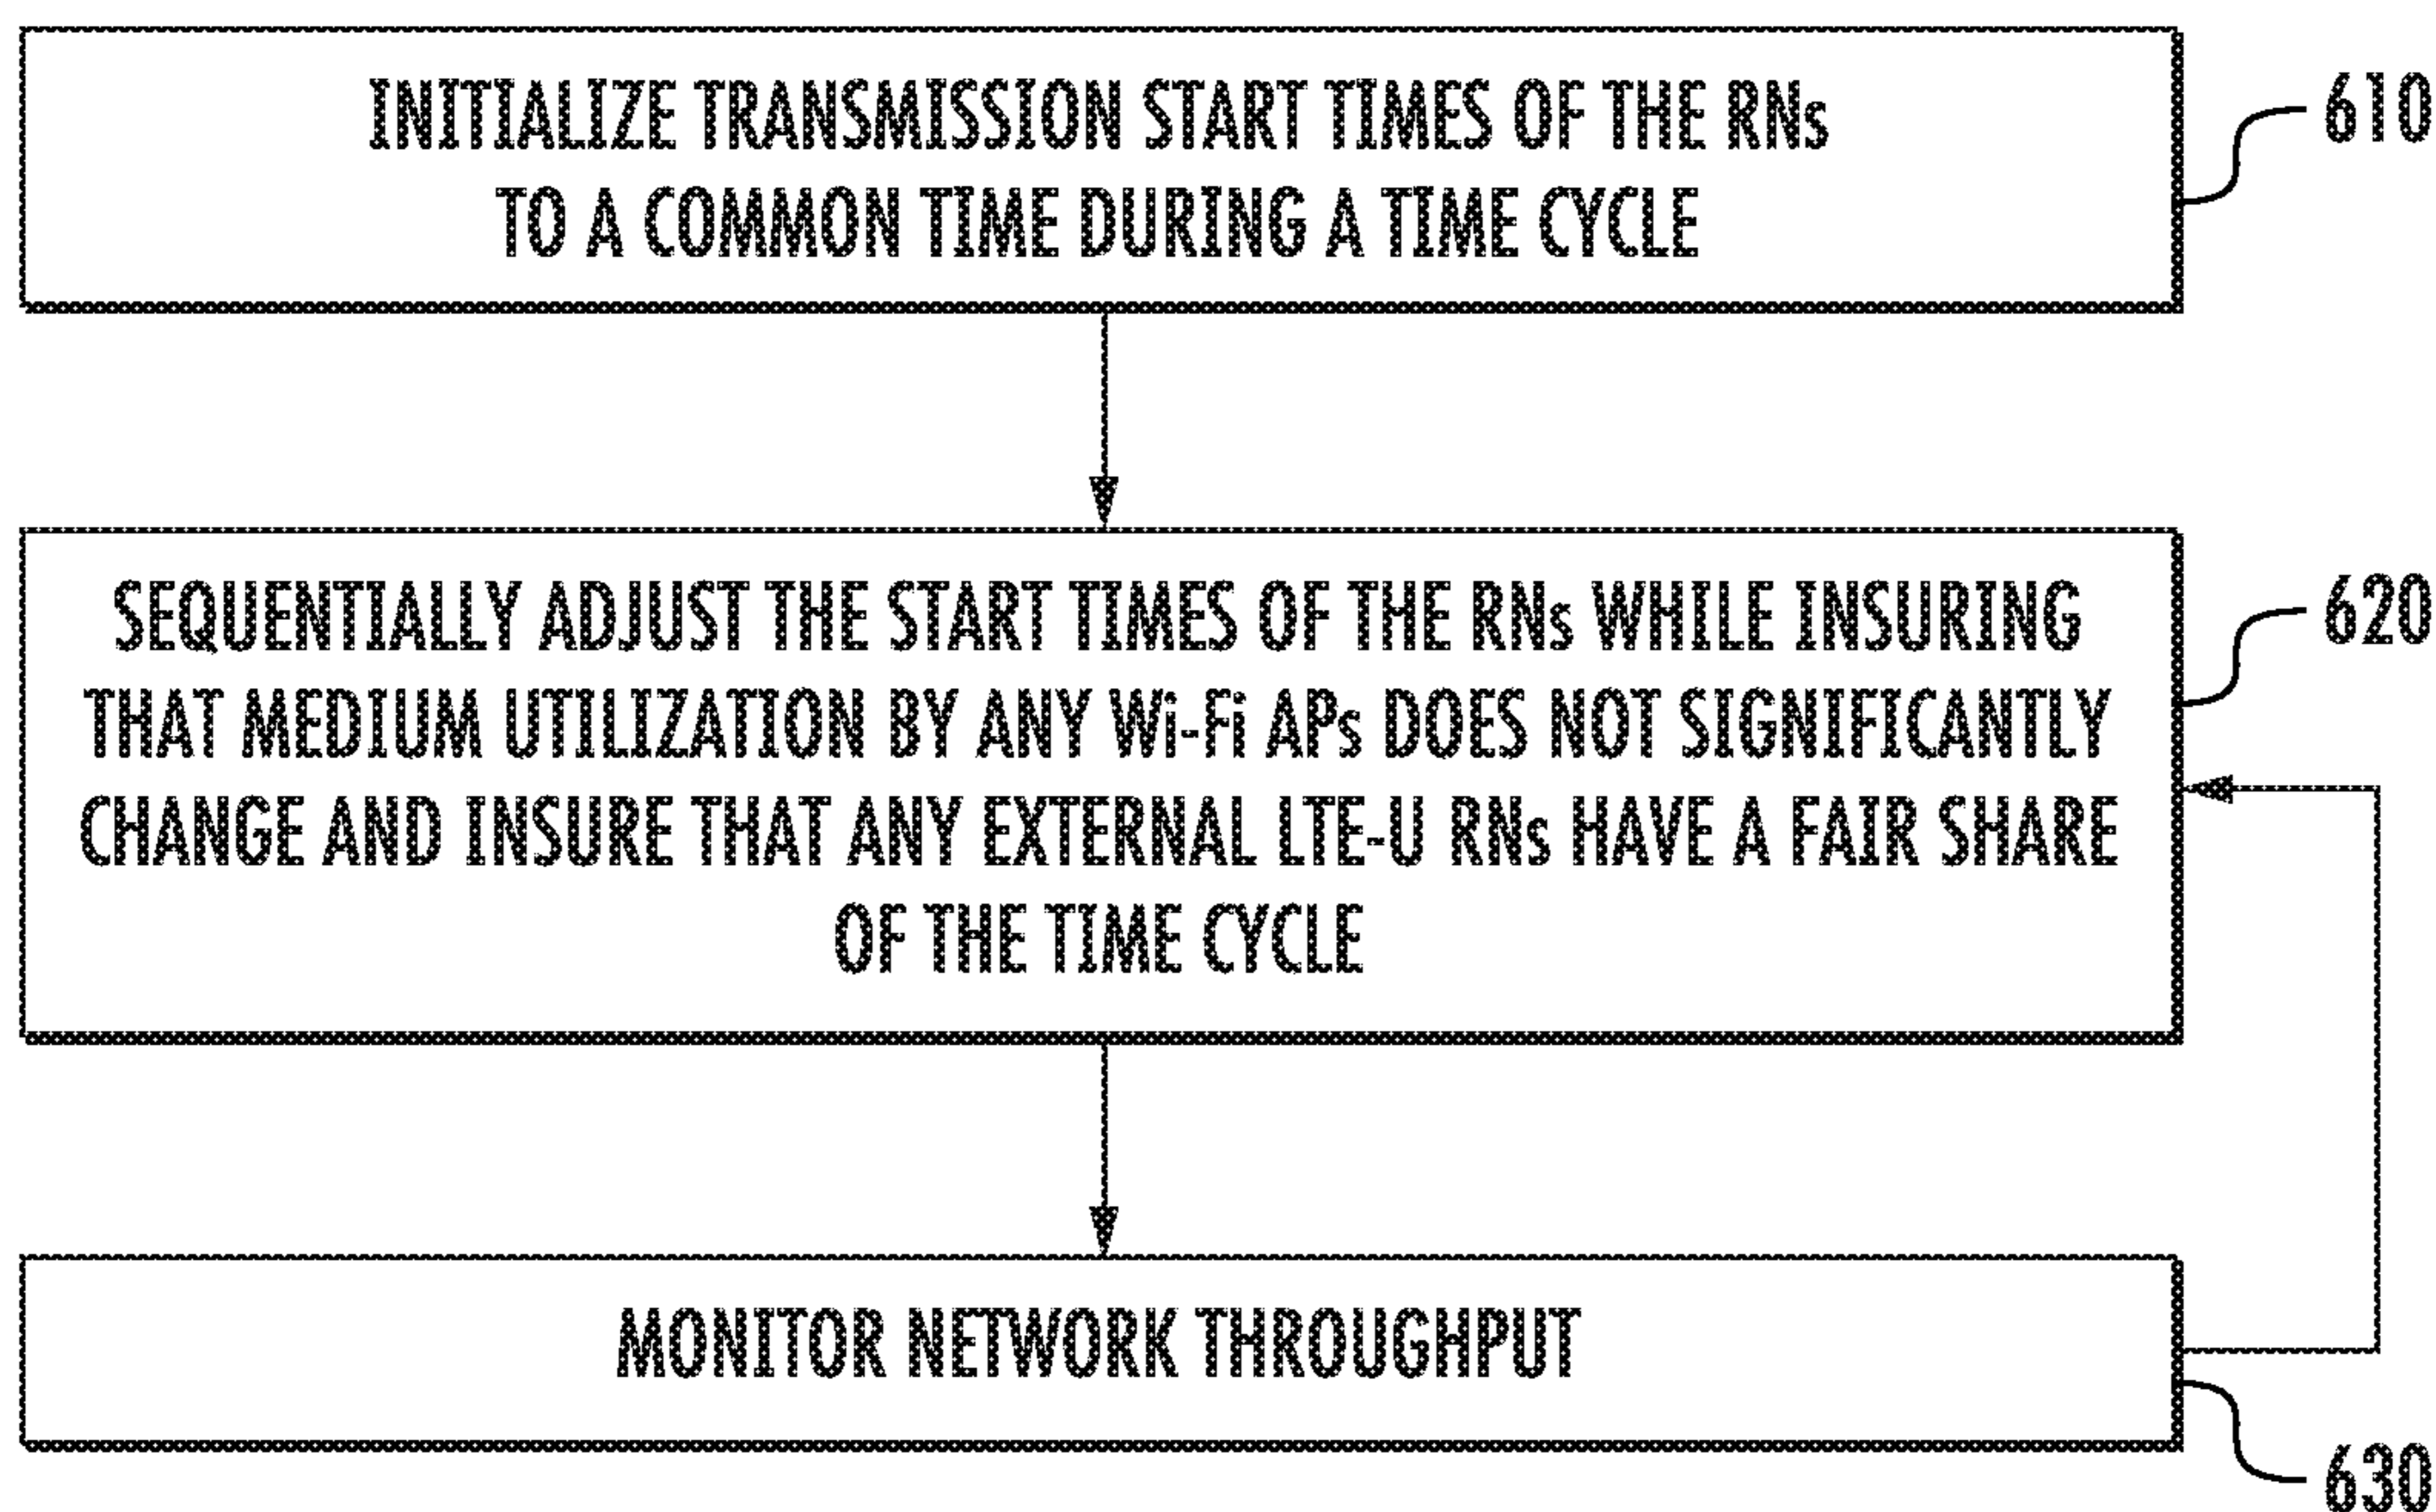 INITIALIZE TRANSMISSION START TIMES OF THE RNs
TO A COMMON TIME DURING A TIME CYCLE
610
SEQUENTIALLY ADJUST THE START TIMES OF THE RNs WHILE INSURING
THAT MEDIUM UTILIZATION BY ANY Wi-Fi APs DOES NOT SIGNIFICANTLY
CHANGE AND INSURE THAT ANY EXTERNAL LTE-U RNs HAVE A FAIR SHARE
OF THE TIME CYCLE
620
MONITOR NETWORK THROUGHPUT
630